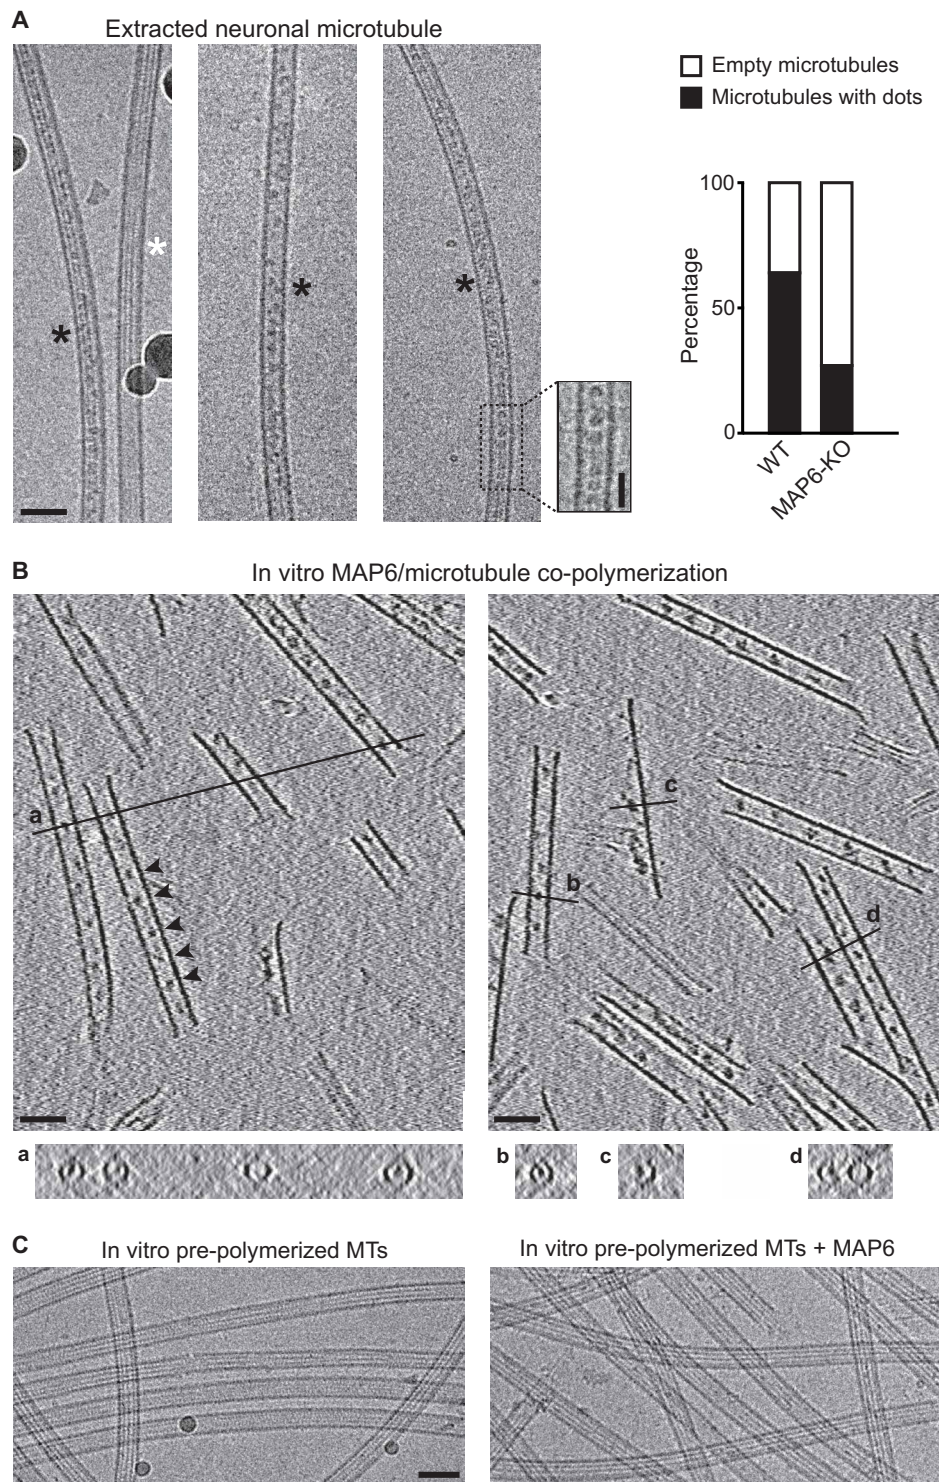 A
Extracted neuronal microtubule
Empty microtubules
Microtubules with dots
*
*
*
*
Percentage
100
50
0
WT
MAP6-KO
B
In vitro MAP6/microtubule co-polymerization
a
c
b
d
a
b
c
d
C
In vitro pre-polymerized MTs
In vitro pre-polymerized MTs + MAP6